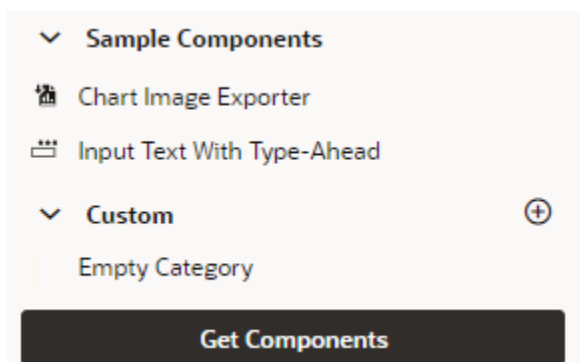 Sample Components
Chart Image Exporter
Input Text With Type-Ahead
Custom
Empty Category
Get Components